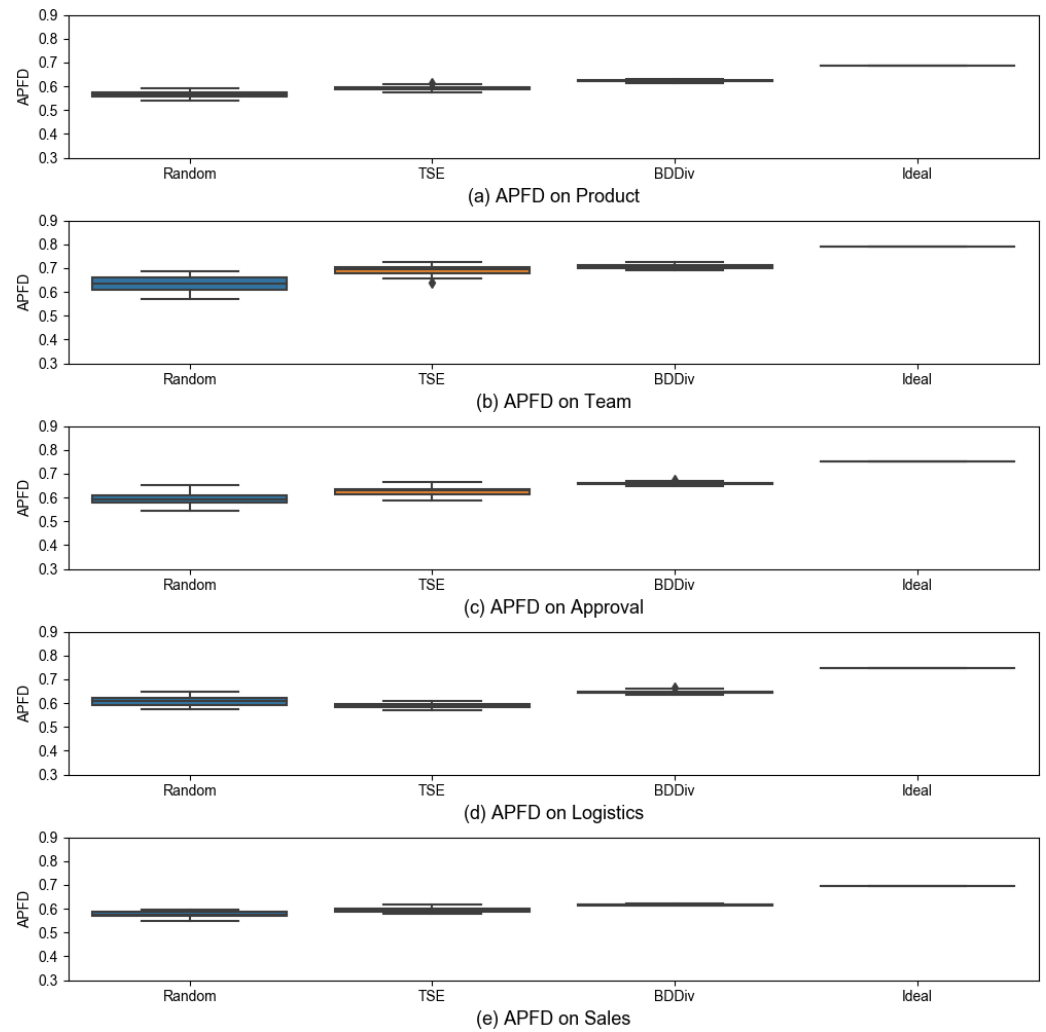 0.9
0.8
0.7
0.6
0.5
0.4
0.3
APFD
Random TSE BDDiv Ideal
(a) APFD on Product
0.9
0.8
0.7
0.6
0.5
0.4
0.3
APFD
Random TSE BDDiv Ideal
(b) APFD on Team
0.9
0.8
0.7
0.6
0.5
0.4
0.3
APFD
Random TSE BDDiv Ideal
(c) APFD on Approval
0.9
0.8
0.7
0.6
0.5
0.4
0.3
APFD
Random TSE BDDiv Ideal
(d) APFD on Logistics
0.9
0.8
0.7
0.6
0.5
0.4
0.3
APFD
Random TSE BDDiv Ideal
(e) APFD on Sales